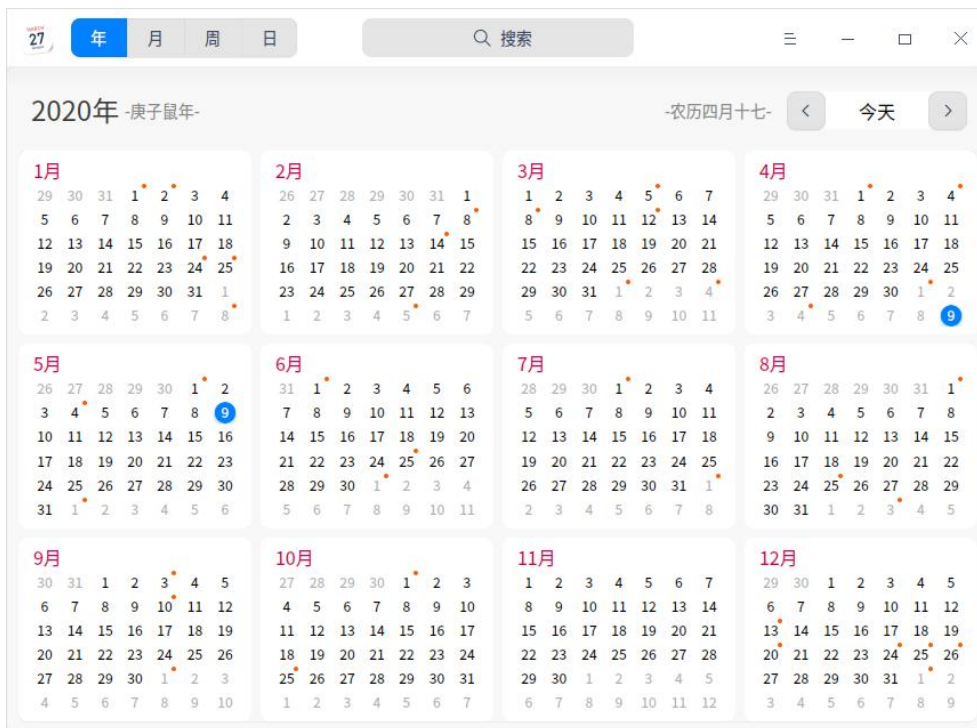 MARCH
27
年 月 周 日
搜索
2020年 -庚子鼠年-
-农历四月十七- 今天
1月 2月 3月 4月
29 30 31 1 2 3 4 26 27 28 29 30 31 1 1 2 3 4 5 6 7 29 30 31 1 2 3 4
5 6 7 8 9 10 11 2 3 4 5 6 7 8 8 9 10 11 12 13 14 5 6 7 8 9 10 11
12 13 14 15 16 17 18 9 10 11 12 13 14 15 15 16 17 18 19 20 21 12 13 14 15 16 17 18
19 20 21 22 23 24 25 16 17 18 19 20 21 22 22 23 24 25 26 27 28 19 20 21 22 23 24 25
26 27 28 29 30 31 1 23 24 25 26 27 28 29 29 30 31 1 2 3 4 26 27 28 29 30 1 2
2 3 4 5 6 7 8 1 2 3 4 5 6 7 5 6 7 8 9 10 11 3 4 5 6 7 8 9
5月 6月 7月 8月
26 27 28 29 30 1 2 31 1 2 3 4 5 6 28 29 30 1 2 3 4 26 27 28 29 30 31 1
3 4 5 6 7 8 9 7 8 9 10 11 12 13 5 6 7 8 9 10 11 2 3 4 5 6 7 8
10 11 12 13 14 15 16 14 15 16 17 18 19 20 12 13 14 15 16 17 18 9 10 11 12 13 14 15
17 18 19 20 21 22 23 21 22 23 24 25 26 27 19 20 21 22 23 24 25 16 17 18 19 20 21 22
24 25 26 27 28 29 30 28 29 30 1 2 3 4 26 27 28 29 30 31 1 23 24 25 26 27 28 29
31 1 2 3 4 5 6 5 6 7 8 9 10 11 2 3 4 5 6 7 8 30 31 1 2 3 4 5
9月 10月 11月 12月
30 31 1 2 3 4 5 27 28 29 30 1 2 3 1 2 3 4 5 6 7 29 30 1 2 3 4 5
6 7 8 9 10 11 12 4 5 6 7 8 9 10 8 9 10 11 12 13 14 6 7 8 9 10 11 12
13 14 15 16 17 18 19 11 12 13 14 15 16 17 15 16 17 18 19 20 21 13 14 15 16 17 18 19
20 21 22 23 24 25 26 18 19 20 21 22 23 24 22 23 24 25 26 27 28 20 21 22 23 24 25 26
27 28 29 30 1 2 3 25 26 27 28 29 30 31 29 30 1 2 3 4 5 27 28 29 30 31 1 2
4 5 6 7 8 9 10 1 2 3 4 5 6 7 6 7 8 9 10 11 12 3 4 5 6 7 8 9